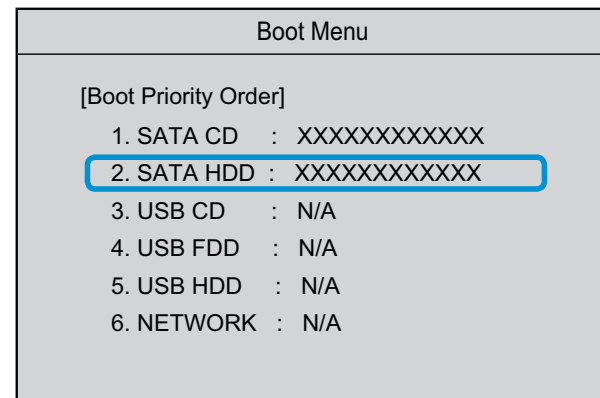 Boot Menu
[Boot Priority Order]
1. SATA CD : XXXXXXXXXXXX
2. SATA HDD : XXXXXXXXXXXX
3. USB CD : N/A
4. USB FDD : N/A
5. USB HDD : N/A
6. NETWORK : N/A